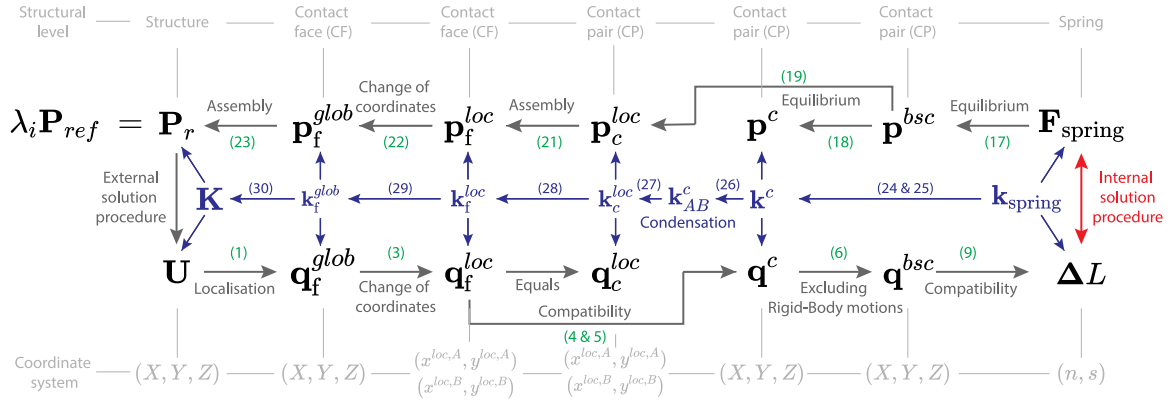 Structural level
Structure
Contact face (CF)
Contact face (CF)
Contact pair (CP)
Contact pair (CP)
Contact pair (CP)
Spring
λ_i P_ref = P_r
Assembly
(23)
p_f^glob
Change of coordinates
(22)
p_f^loc
Assembly
(21)
p_c^loc
(19)
p^c
Equilibrium
(18)
p^bsc
Equilibrium
(17)
F_spring
External solution procedure
K
(30)
k_f^glob
(29)
k_f^loc
(28)
k_c^loc
(27)
k_AB^c
Condensation
(26)
k^c
(24 & 25)
k_spring
Internal solution procedure
U
(1)
Localisation
q_f^glob
(3)
Change of coordinates
q_f^loc
Equals
q_c^loc
Compatibility
(4 & 5)
q^c
(6)
Excluding Rigid-Body motions
q^bsc
(9)
Compatibility
ΔL
Coordinate system
(X, Y, Z)
(X, Y, Z)
(x^loc,A, y^loc,A)
(x^loc,B, y^loc,B)
(x^loc,A, y^loc,A)
(x^loc,B, y^loc,B)
(X, Y, Z)
(X, Y, Z)
(n, s)